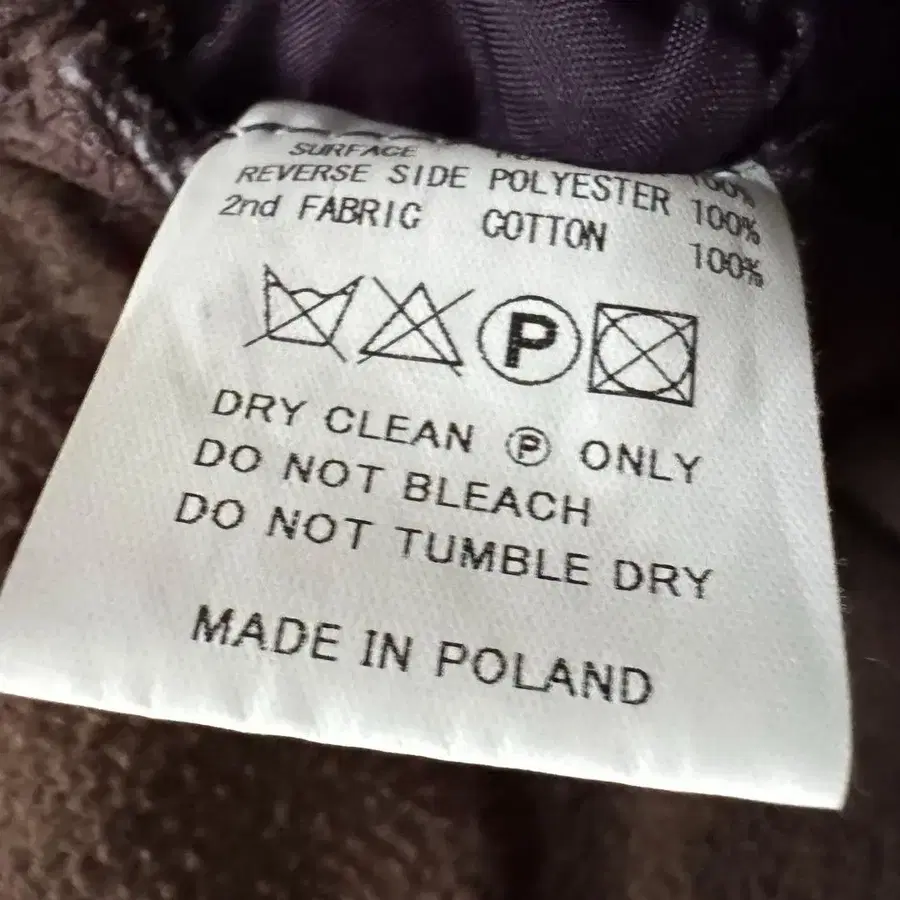 SURFACE 100%
REVERSE SIDE POLYESTER 100%
2nd FABRIC COTTON 100%
P
DRY CLEAN Ⓟ ONLY
DO NOT BLEACH
DO NOT TUMBLE DRY
MADE IN POLAND